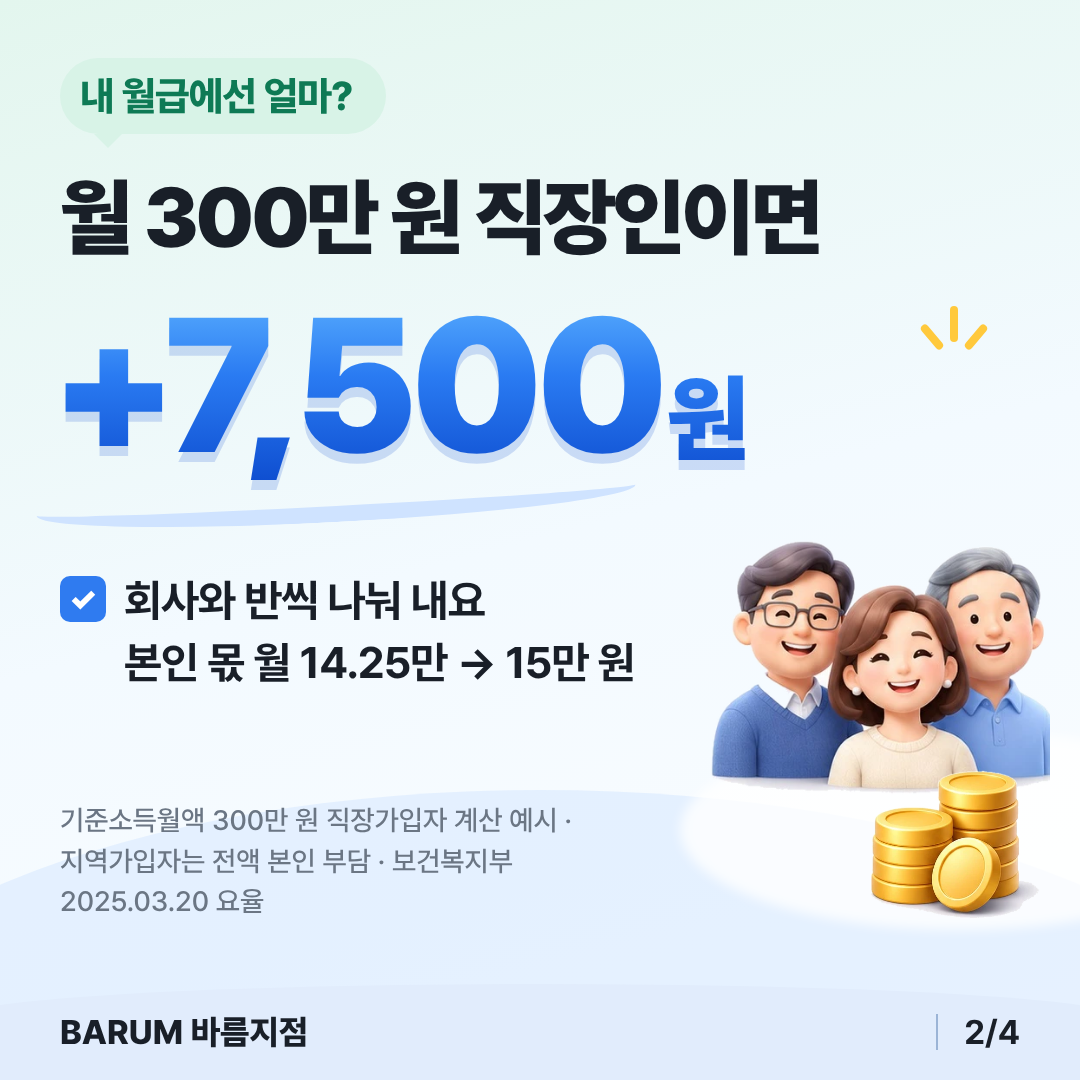 내 월급에선 얼마?
월 300만 원 직장인이면
+7,500원
회사와 반씩 나눠 내요
본인 몫 월 14.25만 → 15만 원
기준소득월액 300만 원 직장가입자 계산 예시 ·
지역가입자는 전액 본인 부담 · 보건복지부
2025.03.20 요율
BARUM 바름지점
2/4